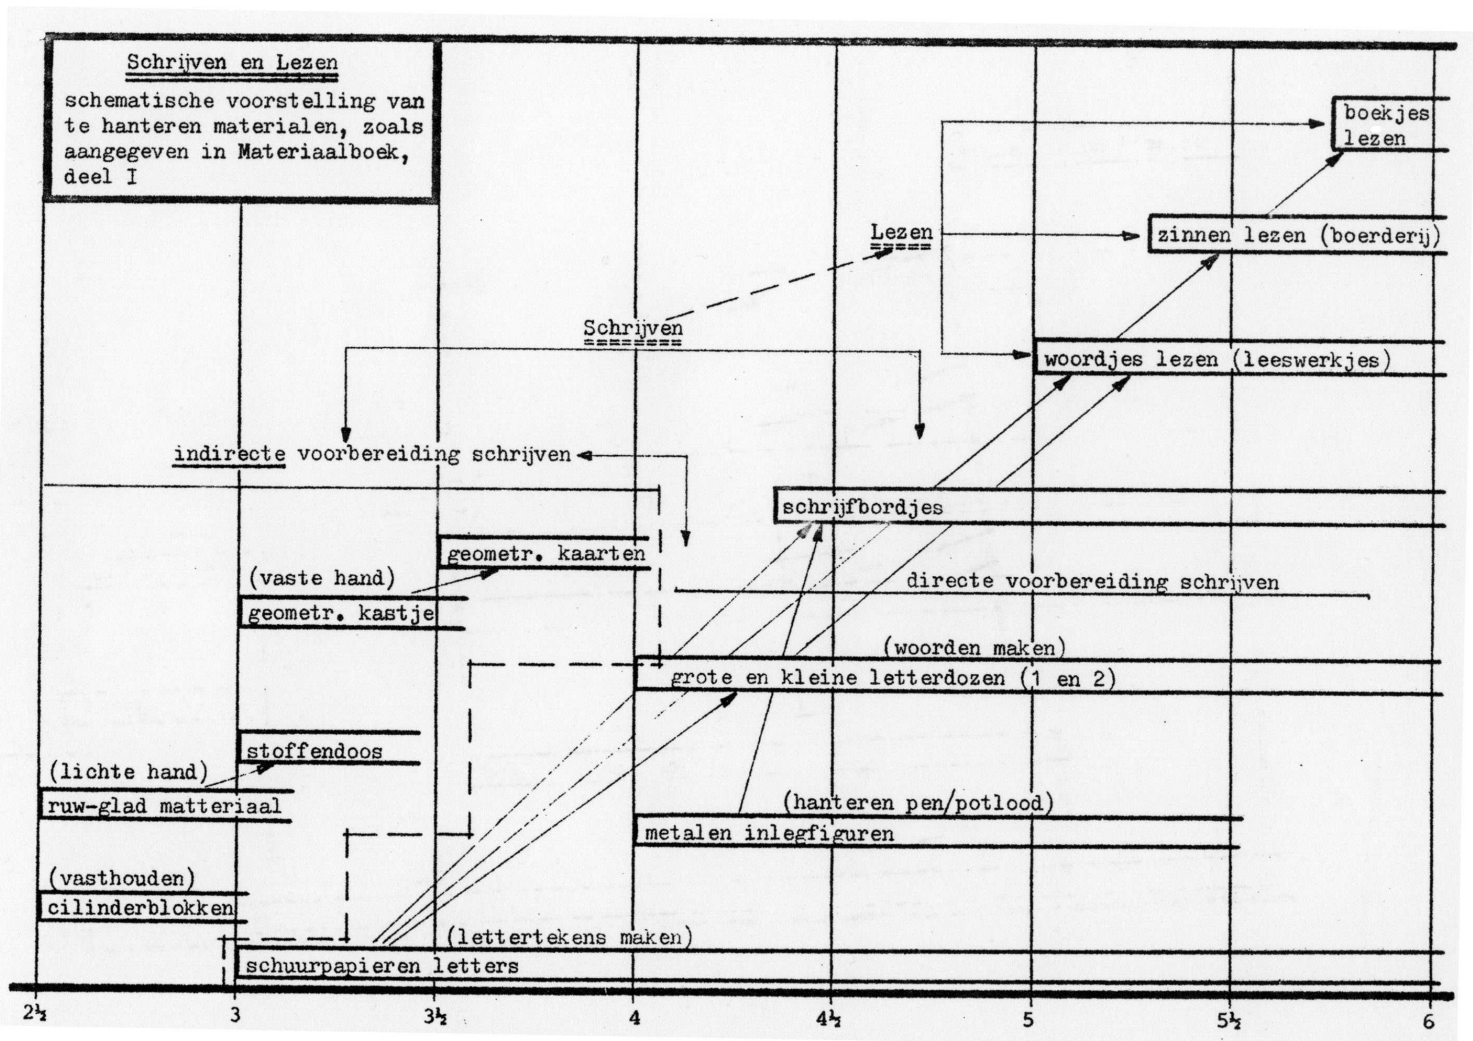 Schrijven en Lezen
schematische voorstelling van
te hanteren materialen, zoals
aangegeven in Materiaalboek,
deel I
boekjes
lezen
Lezen
zinnen lezen (boerderij)
Schrijven
woordjes lezen (leeswerkjes)
indirecte voorbereiding schrijven
schrijfbordjes
geometr. kaarten
(vaste hand)
directe voorbereiding schrijven
geometr. kastje
(woorden maken)
grote en kleine letterdozen (1 en 2)
stoffendoos
(lichte hand)
ruw-glad matteriaal
(hanteren pen/potlood)
metalen inlegfiguren
(vasthouden)
cilinderblokken
(lettertekens maken)
schuurpapieren letters
2½ 3 3½ 4 4½ 5 5½ 6